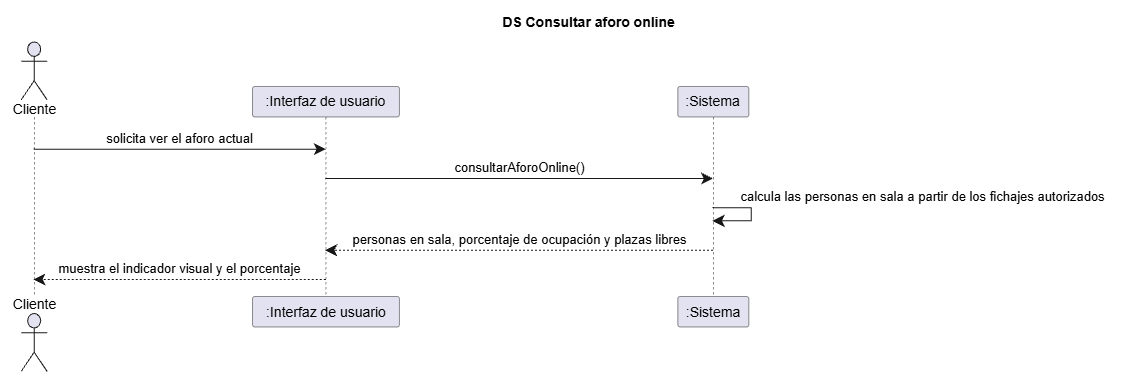 DS Consultar aforo online
Cliente
:Interfaz de usuario
:Sistema
solicita ver el aforo actual
consultarAforoOnline()
calcula las personas en sala a partir de los fichajes autorizados
personas en sala, porcentaje de ocupación y plazas libres
muestra el indicador visual y el porcentaje
Cliente
:Interfaz de usuario
:Sistema